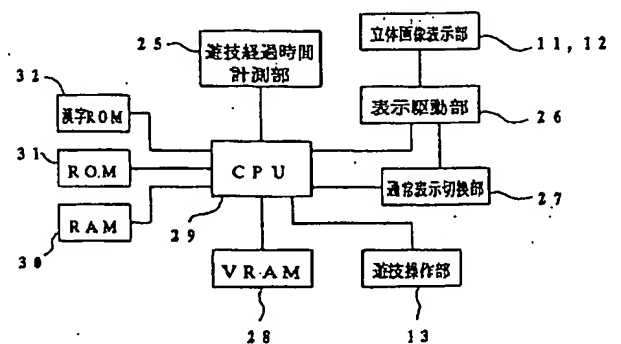 25
遊技経過時間
計測部
立体画像表示部
11,12
32
漢字ROM
表示駆動部
26
31
ROM
CPU
通常表示切換部
27
RAM
29
30
VRAM
遊技操作部
28
13